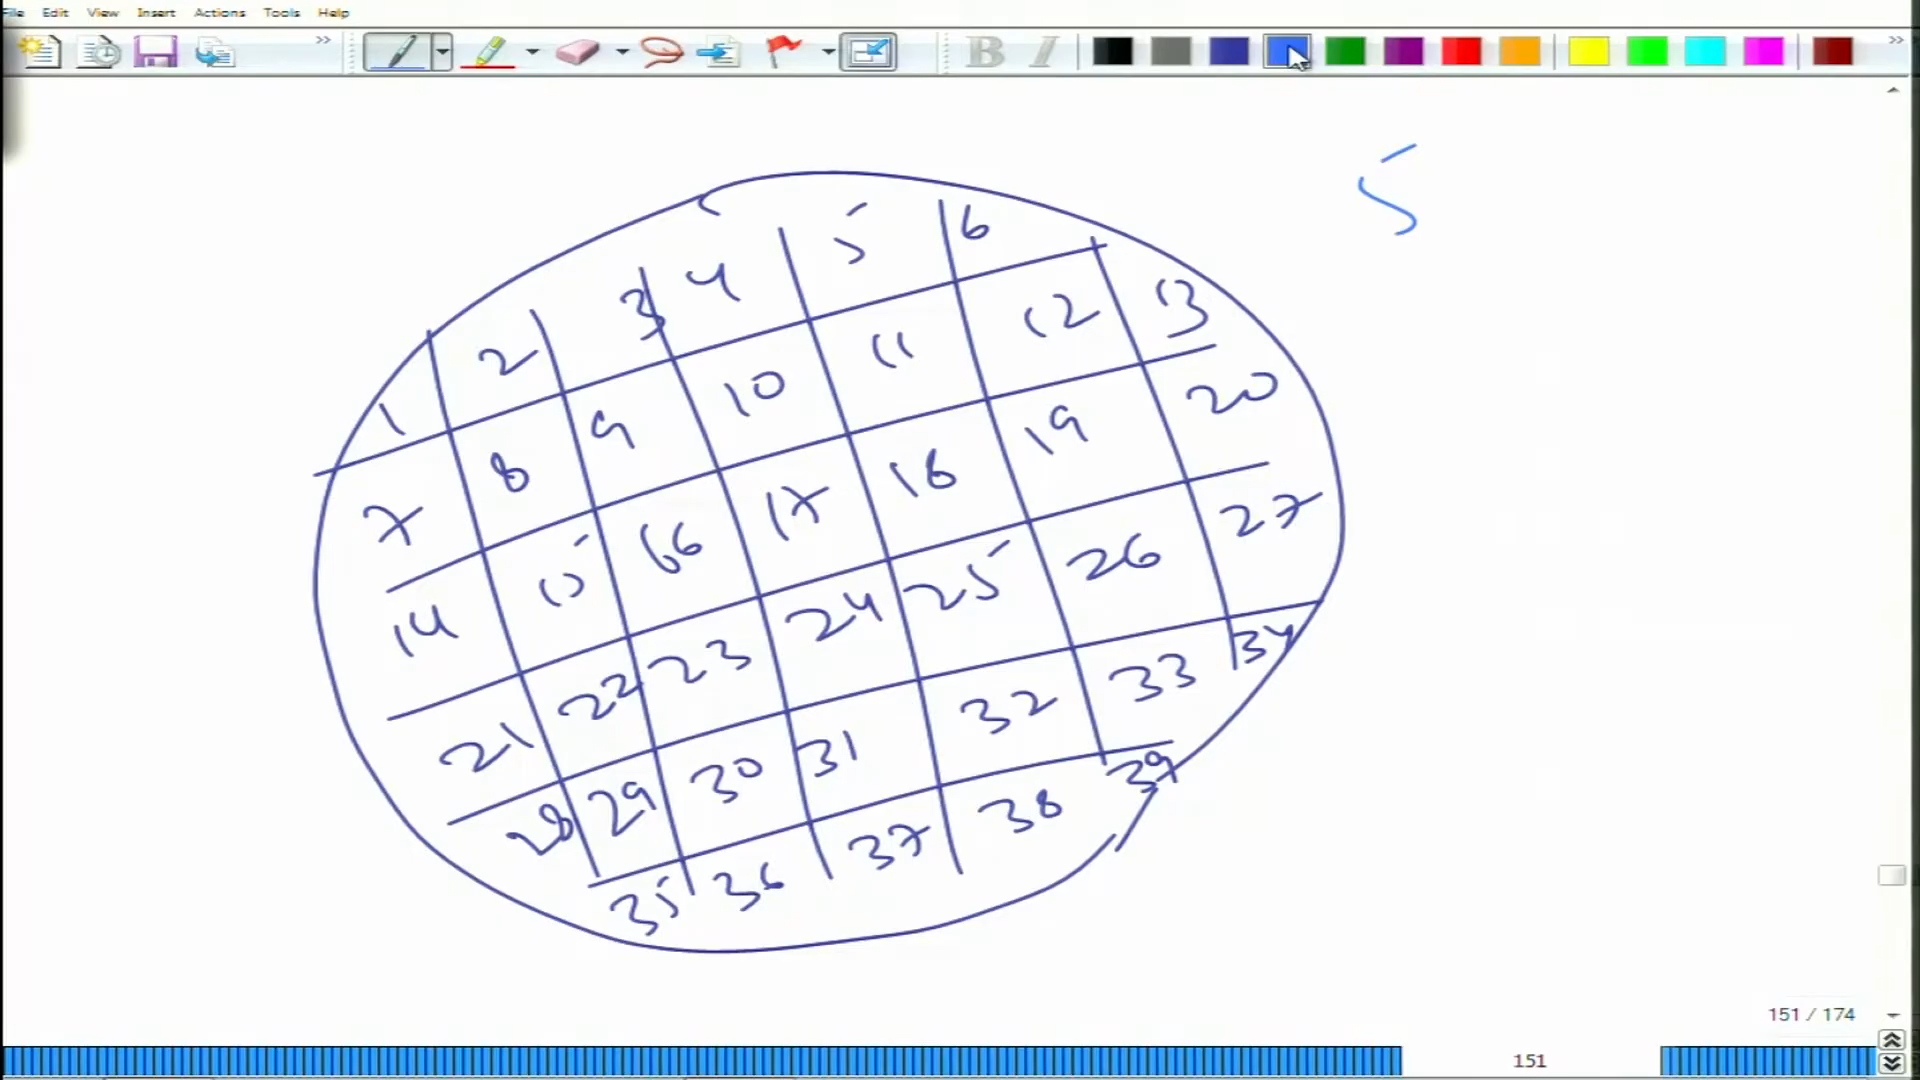 File Edit View Insert Actions Tools Help
B I
5
1 2 3 4 5 6
7 8 9 10 11 12 13
14 15 66 17 18 19 20
21 22 23 24 25 26 27
28 29 30 31 32 33 34
35 36 37 38 39
151 / 174
151